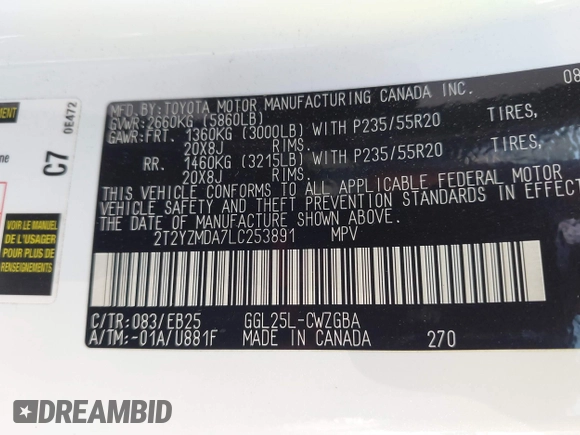 MFD.BY:TOYOTA MOTOR MANUFACTURING CANADA INC. 08
GVWR:2660KG (5860LB)
GAWR:FRT. 1360KG (3000LB) WITH P235/55R20 TIRES,
20X8J RIMS.
RR. 1460KG (3215LB) WITH P235/55R20 TIRES,
20X8J RIMS.
THIS VEHICLE CONFORMS TO ALL APPLICABLE FEDERAL MOTOR
VEHICLE SAFETY AND THEFT PREVENTION STANDARDS IN EFFECT
THE DATE OF MANUFACTURE SHOWN ABOVE.
2T2YZMDA7LC253891 MPV
C/TR:083/EB25 GGL25L-CWZGBA
A/TM:-01A/U881F MADE IN CANADA 270
C7 0E472
VOIR LE MANUEL
DE L'USAGER
POUR PLUS DE
RENSEIGNEMENTS
DREAMBID
DREAMBID.COM